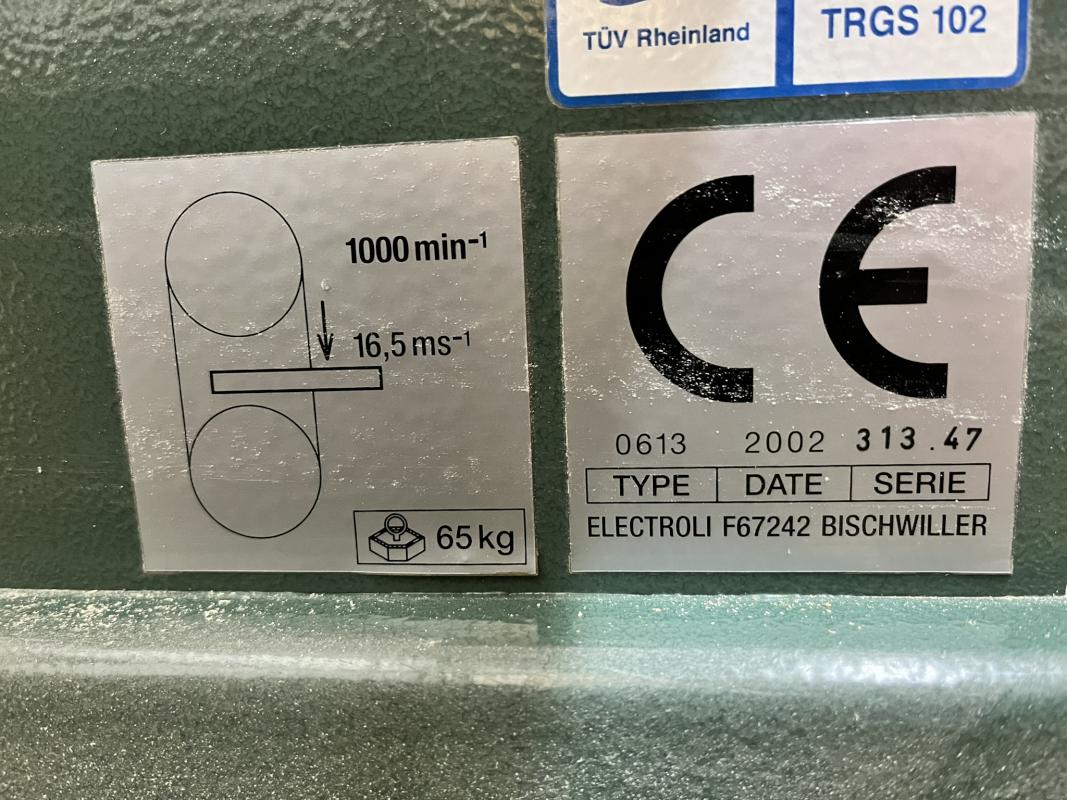 TÜV Rheinland
TRGS 102
1000 min-1
16,5 ms-1
65 kg
CE
0613 2002 313.47
TYPE DATE SERIE
ELECTROLI F67242 BISCHWILLER